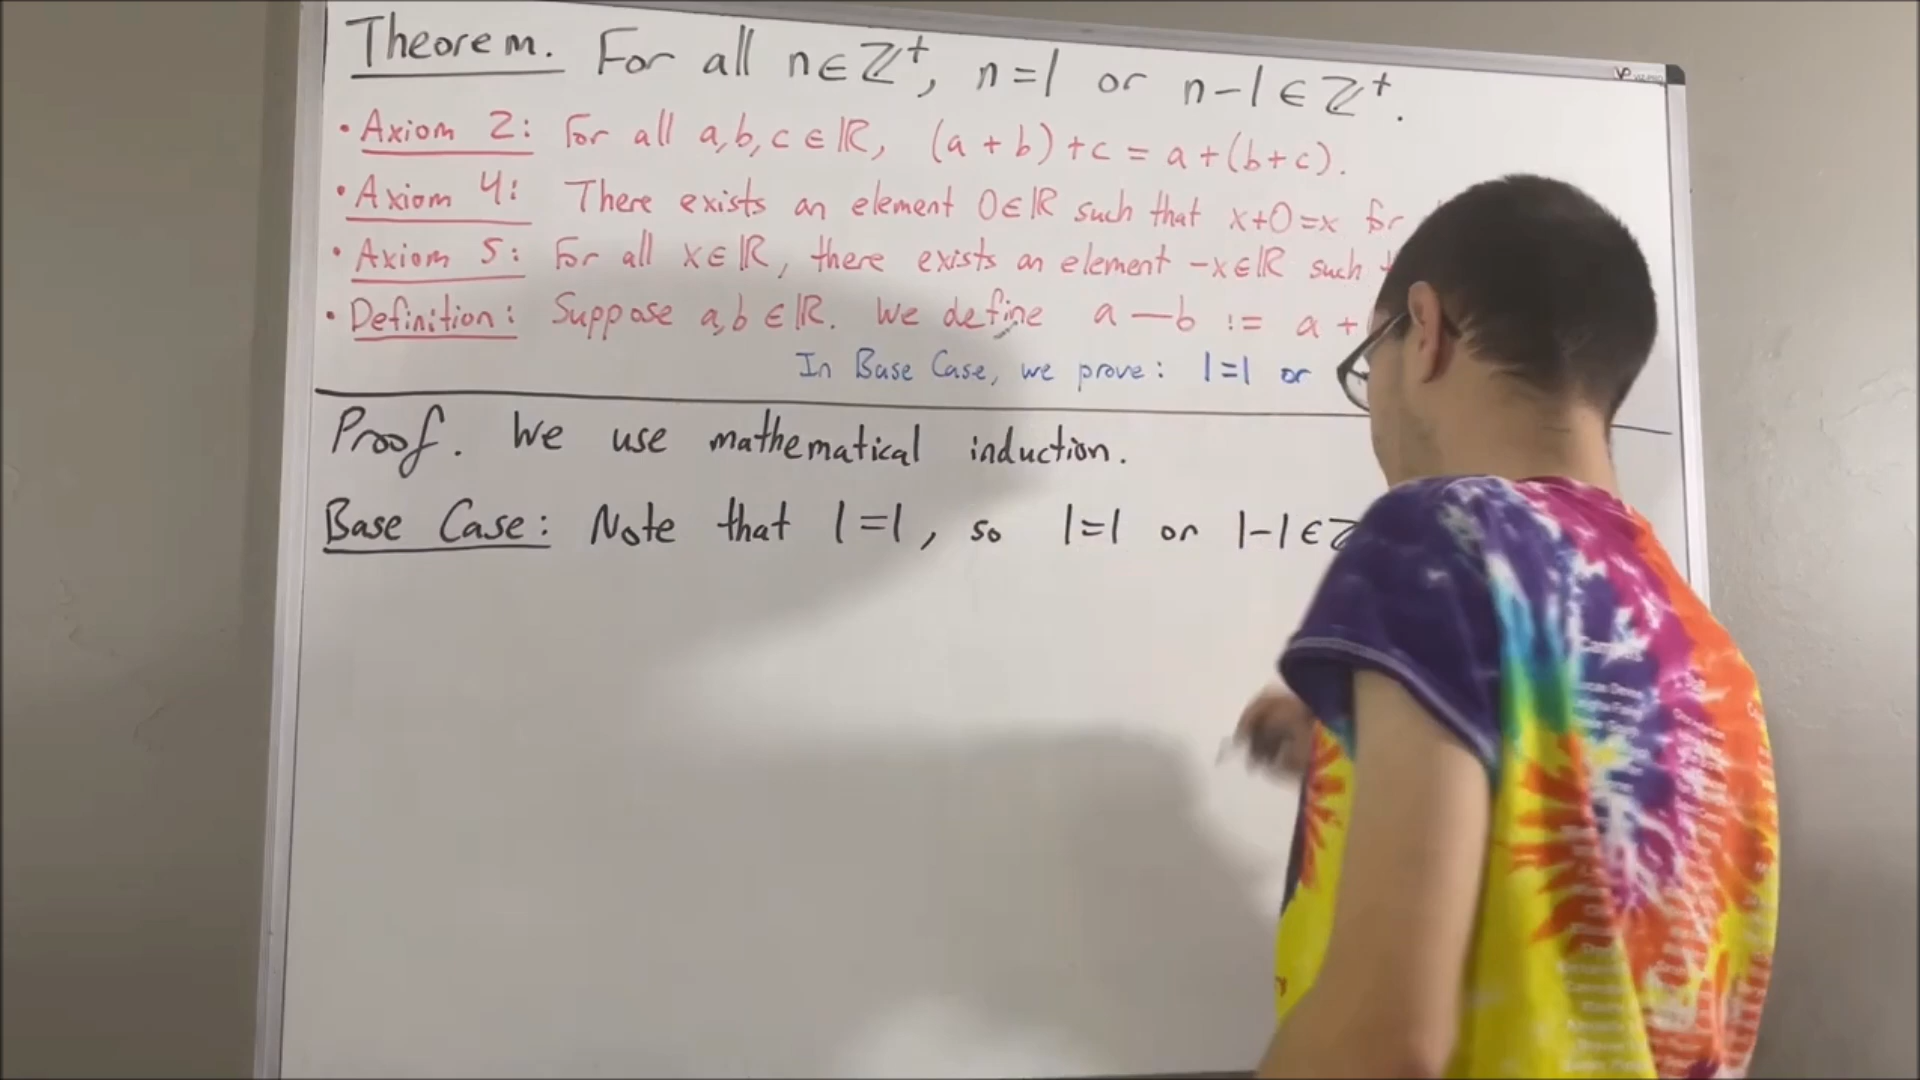 Theorem. For all n∈ℤ⁺, n=1 or n-1∈ℤ⁺.
• Axiom 2: For all a,b,c∈ℝ, (a+b)+c = a+(b+c).
• Axiom 4: There exists an element 0∈ℝ such that x+0=x for
• Axiom 5: For all x∈ℝ, there exists an element -x∈ℝ such
• Definition: Suppose a,b∈ℝ. We define a-b := a+
In Base Case, we prove: 1=1 or
Proof. We use mathematical induction.
Base Case: Note that 1=1, so 1=1 or 1-1∈ℤ